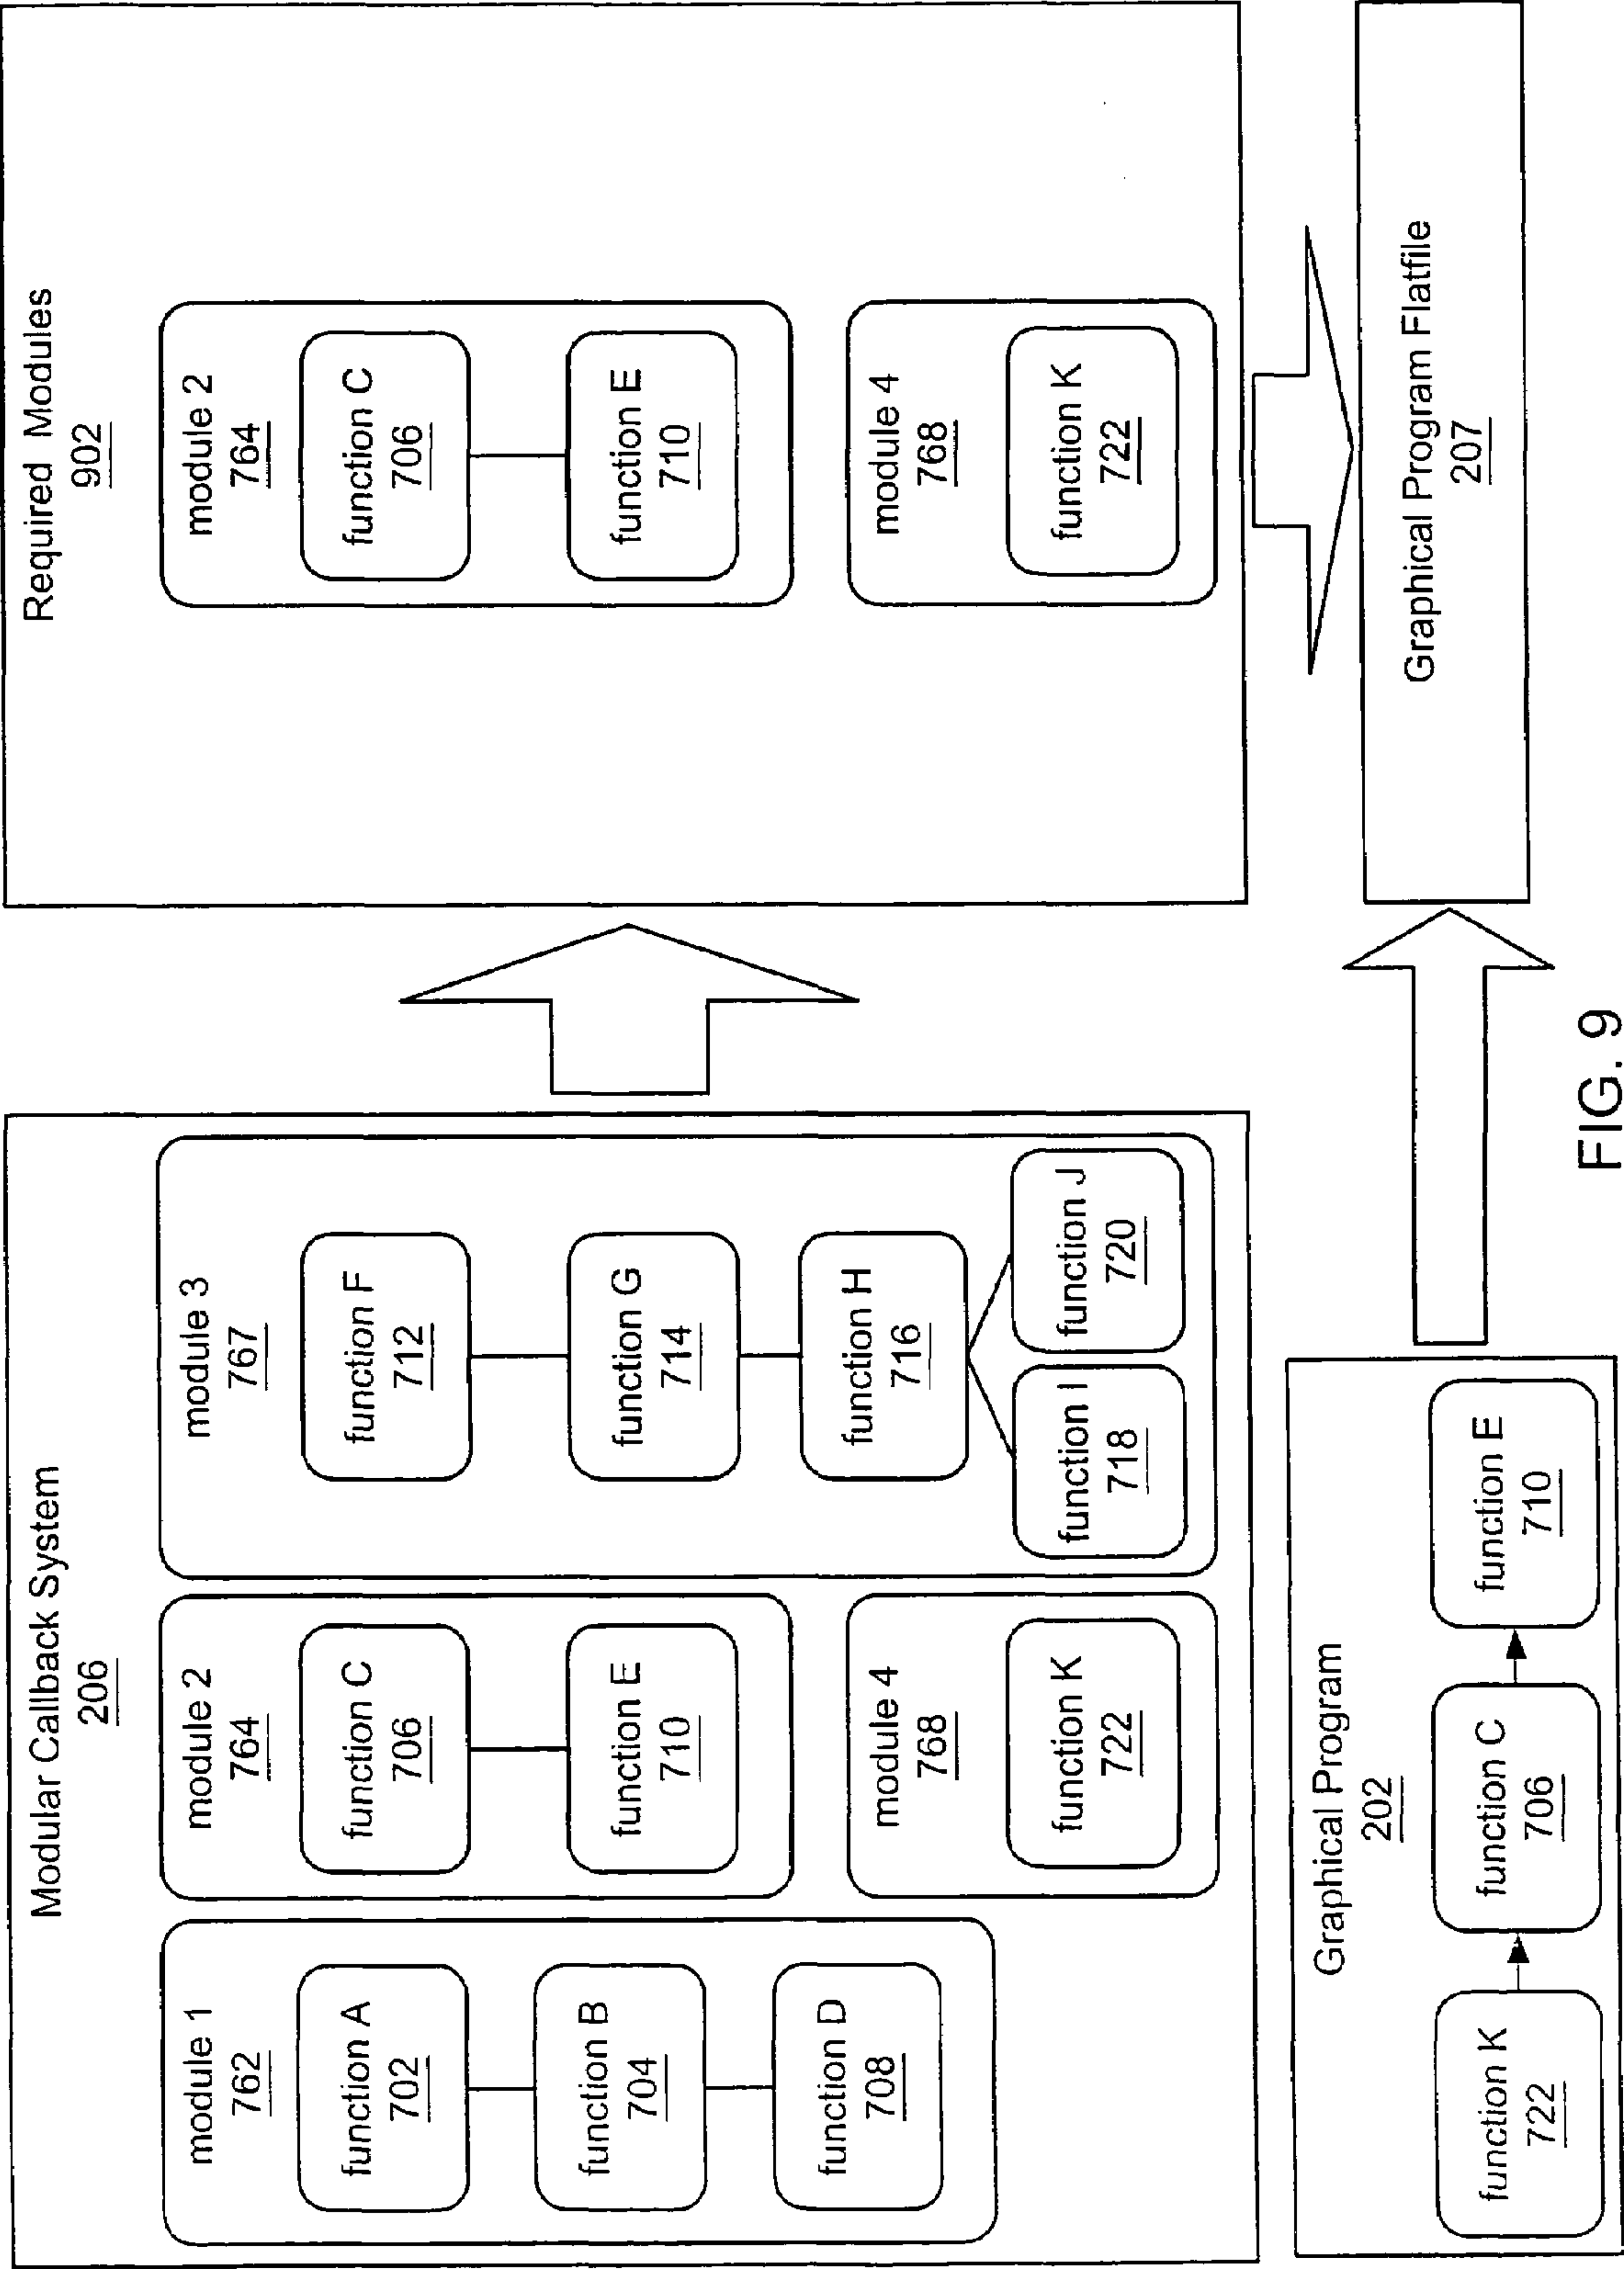 Modular Callback System
206
module 1
762
function A
702
function B
704
function D
708
module 2
764
function C
706
function E
710
module 4
768
function K
722
module 3
767
function F
712
function G
714
function H
716
function I
718
function J
720
Required Modules
902
module 2
764
function C
706
function E
710
module 4
768
function K
722
Graphical Program
202
function K
722
function C
706
function E
710
Graphical Program Flatfile
207
FIG. 9